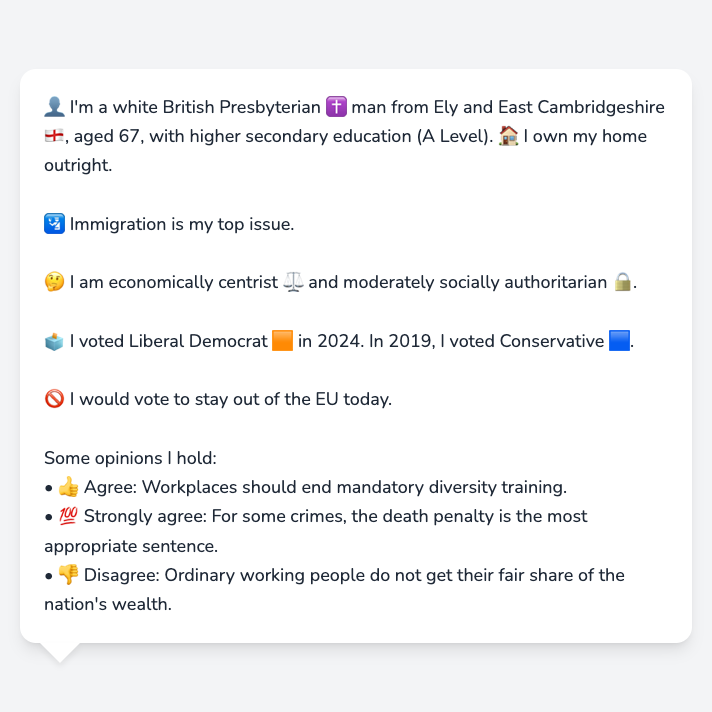 👤 I'm a white British Presbyterian ✝️ man from Ely and East Cambridgeshire
🏴󠁧󠁢󠁥󠁮󠁧󠁿, aged 67, with higher secondary education (A Level). 🏠 I own my home
outright.
🛂 Immigration is my top issue.
🤔 I am economically centrist ⚖️ and moderately socially authoritarian 🔒.
🗳️ I voted Liberal Democrat 🟧 in 2024. In 2019, I voted Conservative 🟦.
🚫 I would vote to stay out of the EU today.
Some opinions I hold:
• 👍 Agree: Workplaces should end mandatory diversity training.
• 💯 Strongly agree: For some crimes, the death penalty is the most
appropriate sentence.
• 👎 Disagree: Ordinary working people do not get their fair share of the
nation's wealth.